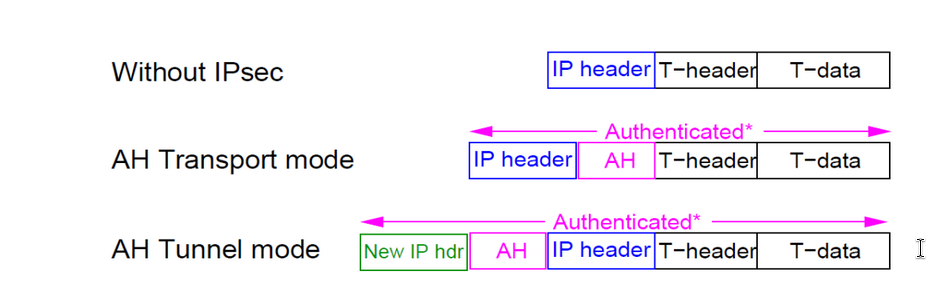 Without IPsec IP header T−header T−data
Authenticated*
AH Transport mode IP header AH T−header T−data
Authenticated*
AH Tunnel mode New IP hdr AH IP header T−header T−data